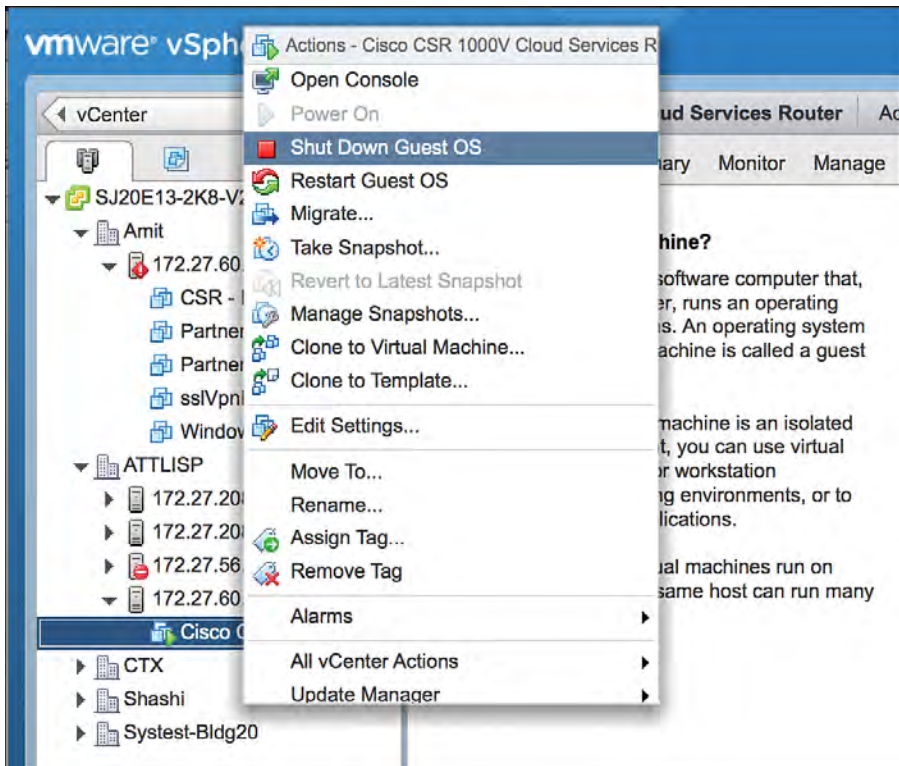 vmware vSph
Actions - Cisco CSR 1000V Cloud Services R
Open Console
Power On
Shut Down Guest OS
Restart Guest OS
Migrate...
Take Snapshot...
Revert to Latest Snapshot
Manage Snapshots...
Clone to Virtual Machine...
Clone to Template...
Edit Settings...
Move To...
Rename...
Assign Tag...
Remove Tag
Alarms
All vCenter Actions
Update Manager
vCenter
SJ20E13-2K8-V
Amit
172.27.60
CSR -
Partner
Partner
sslVpn
Window
ATTLISP
172.27.20
172.27.20
172.27.56
172.27.60
Cisco
CTX
Shashi
Systest-Bldg20
ud Services Router Ac
ary Monitor Manage
hine?
software computer that,
er, runs an operating
s. An operating system
achine is called a guest
machine is an isolated
t, you can use virtual
or workstation
ng environments, or to
lications.
ual machines run on
same host can run many